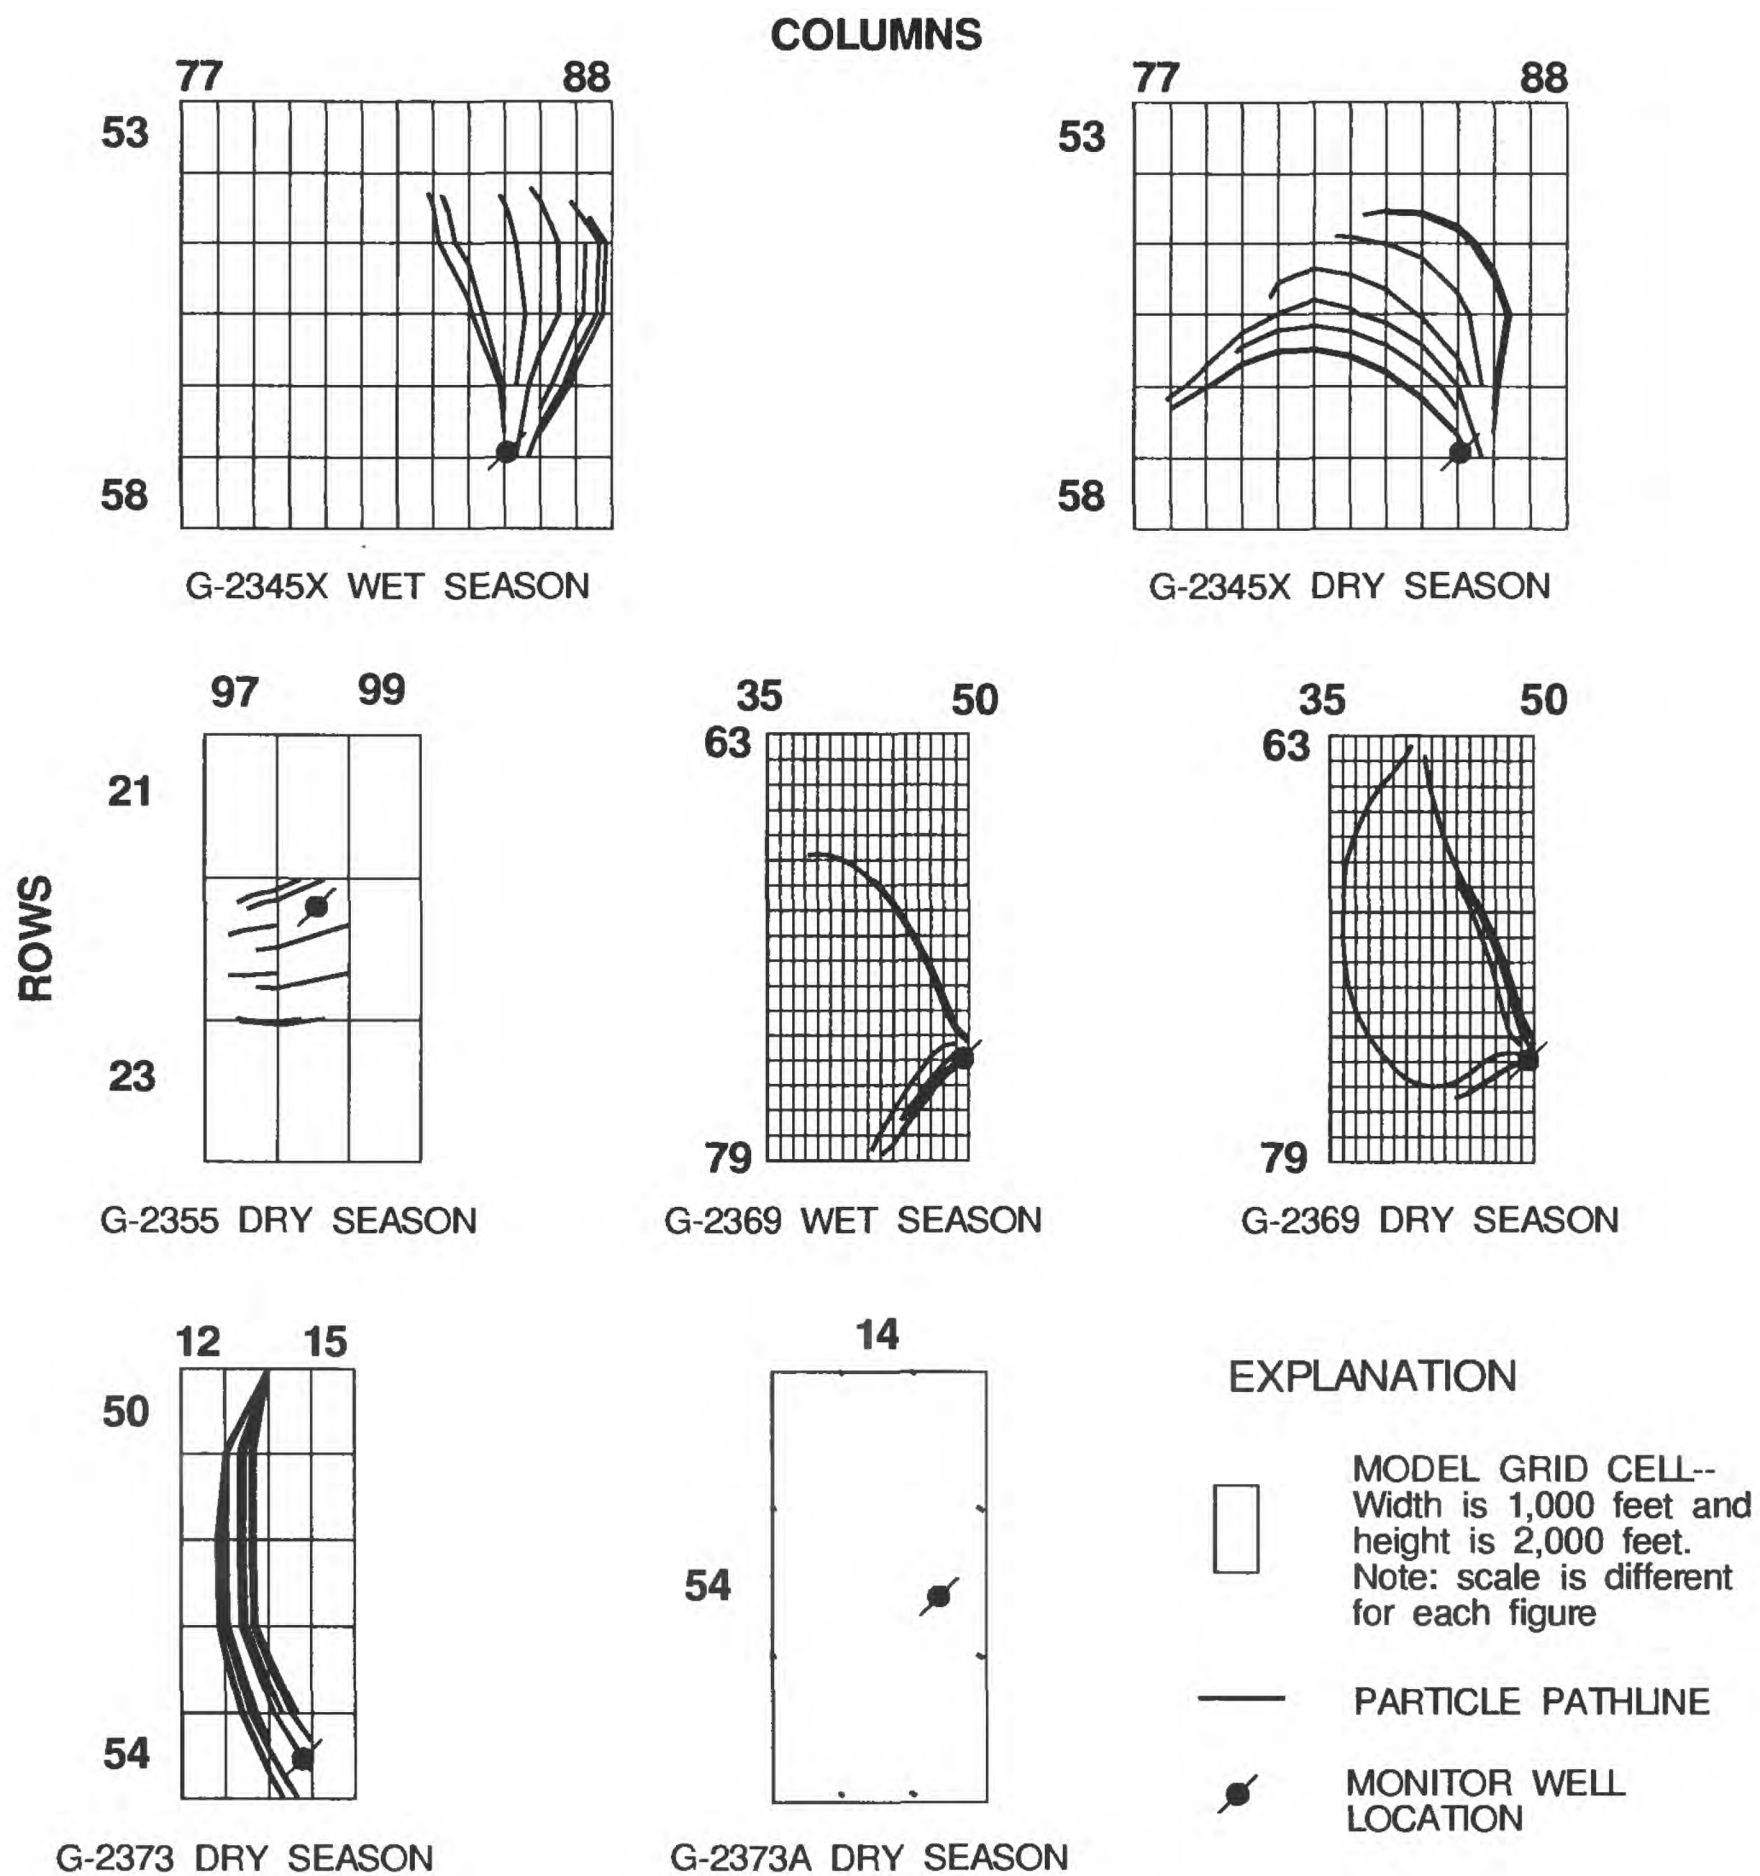 COLUMNS
77 88
53
58
G-2345X WET SEASON
77 88
53
58
G-2345X DRY SEASON
ROWS
97 99
21
23
G-2355 DRY SEASON
35 50
63
79
G-2369 WET SEASON
35 50
63
79
G-2369 DRY SEASON
12 15
50
54
G-2373 DRY SEASON
14
54
G-2373A DRY SEASON
EXPLANATION
MODEL GRID CELL--
Width is 1,000 feet and
height is 2,000 feet.
Note: scale is different
for each figure
PARTICLE PATHLINE
MONITOR WELL
LOCATION